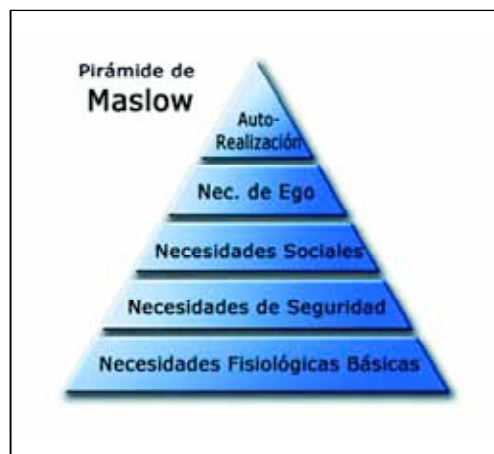 Pirámide de
Maslow
Auto-
Realización
Nec. de Ego
Necesidades Sociales
Necesidades de Seguridad
Necesidades Fisiológicas Básicas